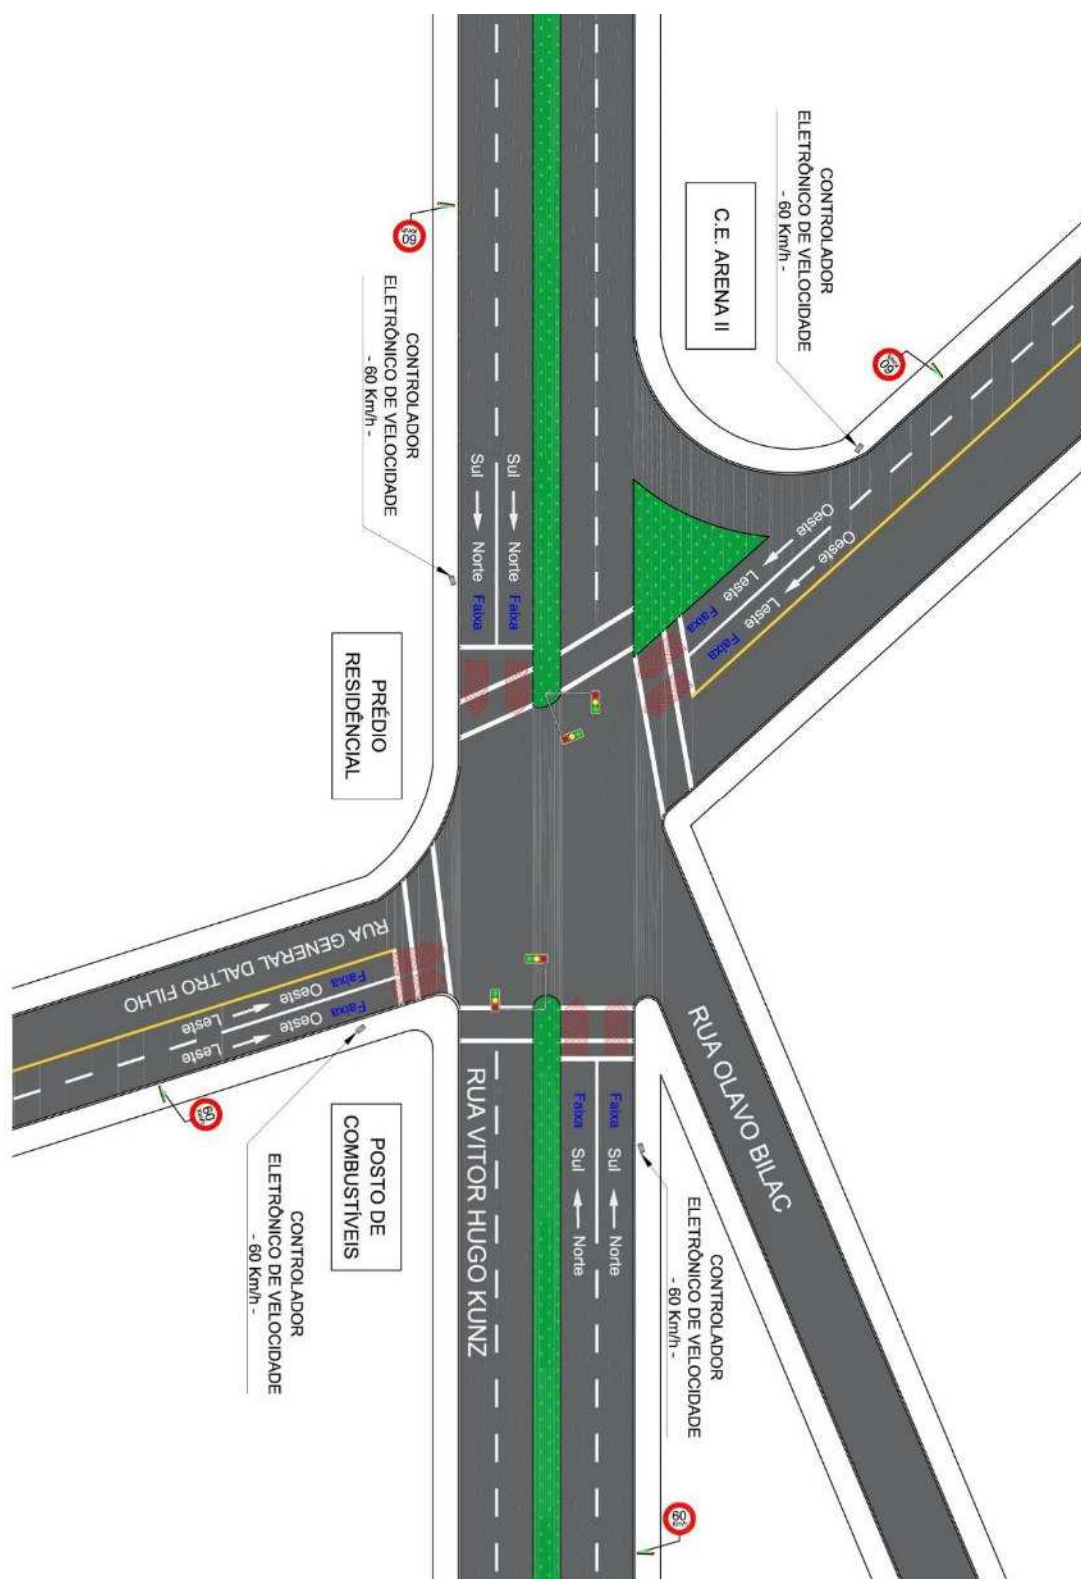 CONTROLADOR
ELETRÔNICO DE VELOCIDADE
- 60 Km/h -
C.E. ARENA II
60
60
CONTROLADOR
ELETRÔNICO DE VELOCIDADE
- 60 Km/h -
Sul Norte Faixa
Sul Norte Faixa
Oeste Leste Faixa
Oeste Leste Faixa
PRÉDIO
RESIDÊNCIAL
RUA GENERAL DALTRO FILHO
Leste Oeste Faixa
Leste Oeste Faixa
60
POSTO DE
COMBUSTÍVEIS
CONTROLADOR
ELETRÔNICO DE VELOCIDADE
- 60 Km/h -
RUA VITOR HUGO KUNZ
RUA OLAVO BILAC
Faixa Sul Norte
Faixa Sul Norte
CONTROLADOR
ELETRÔNICO DE VELOCIDADE
- 60 Km/h -
60